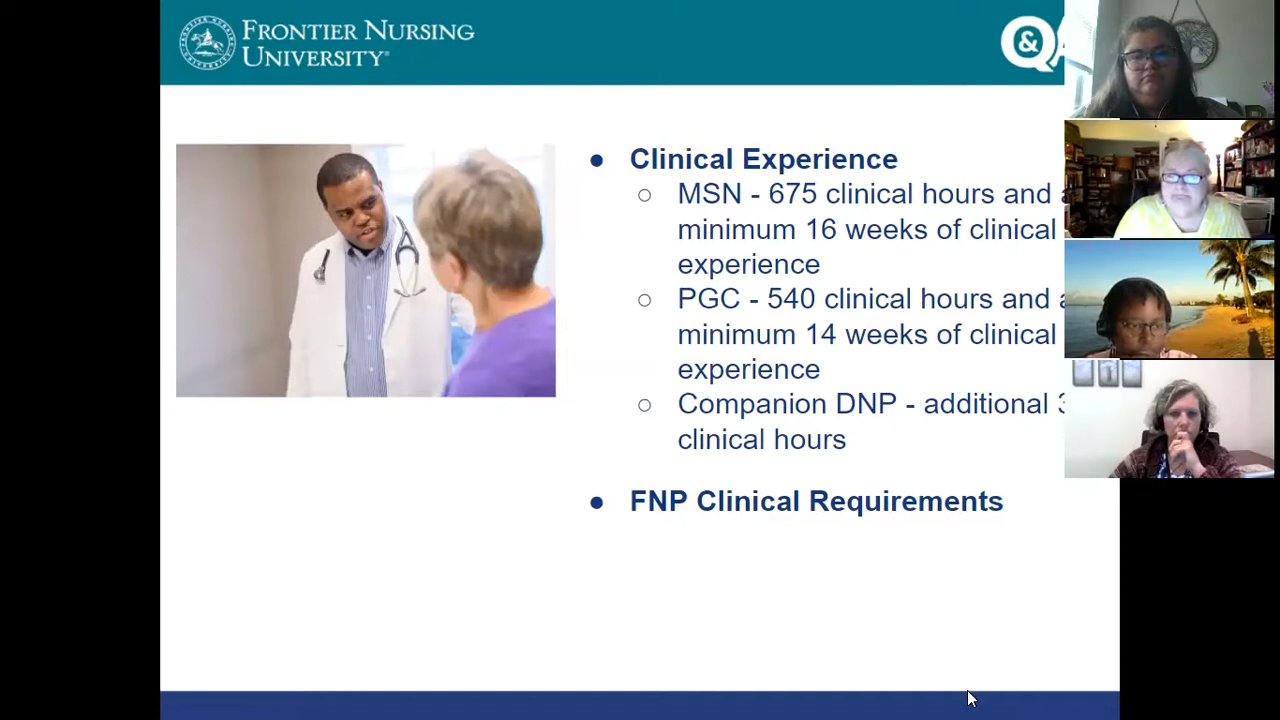 FRONTIER NURSING
UNIVERSITY®
Q&A
Clinical Experience
MSN - 675 clinical hours and
minimum 16 weeks of clinical
experience
PGC - 540 clinical hours and
minimum 14 weeks of clinical
experience
Companion DNP - additional
clinical hours
FNP Clinical Requirements